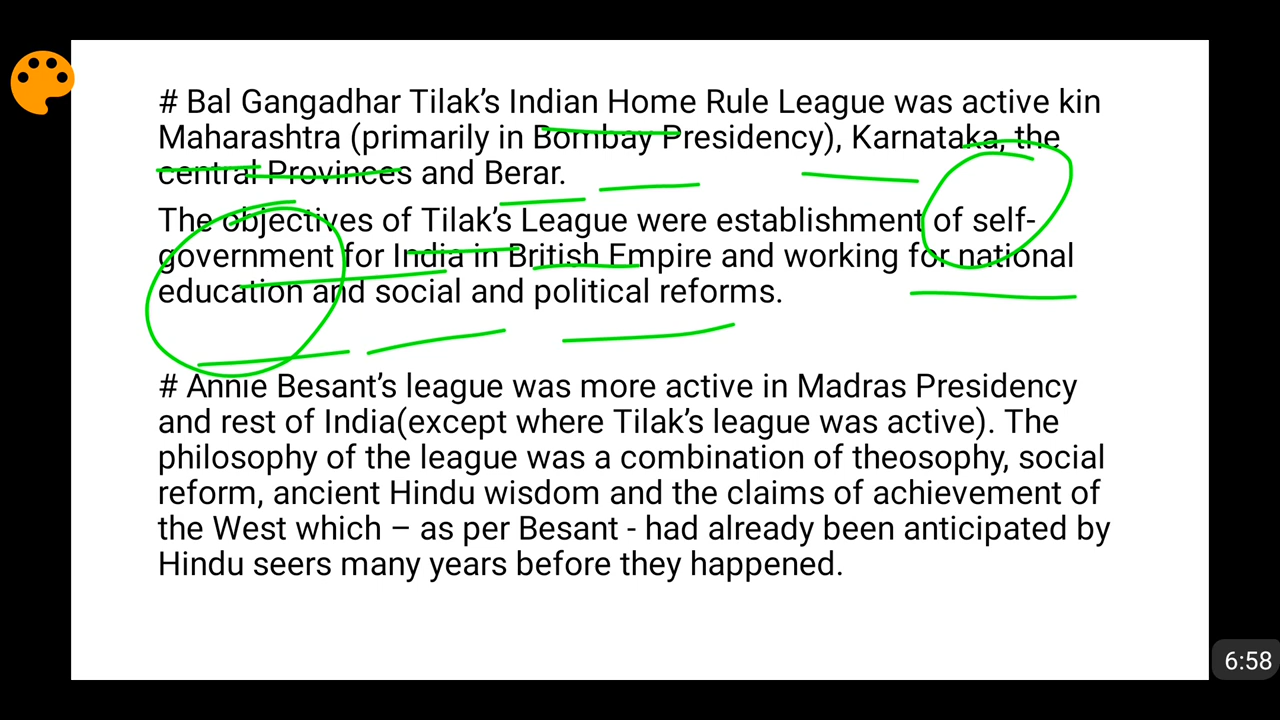 # Bal Gangadhar Tilak’s Indian Home Rule League was active kin
Maharashtra (primarily in Bombay Presidency), Karnataka, the
central Provinces and Berar.
The objectives of Tilak’s League were establishment of self-
government for India in British Empire and working for national
education and social and political reforms.
# Annie Besant’s league was more active in Madras Presidency
and rest of India(except where Tilak’s league was active). The
philosophy of the league was a combination of theosophy, social
reform, ancient Hindu wisdom and the claims of achievement of
the West which – as per Besant - had already been anticipated by
Hindu seers many years before they happened.
6:58